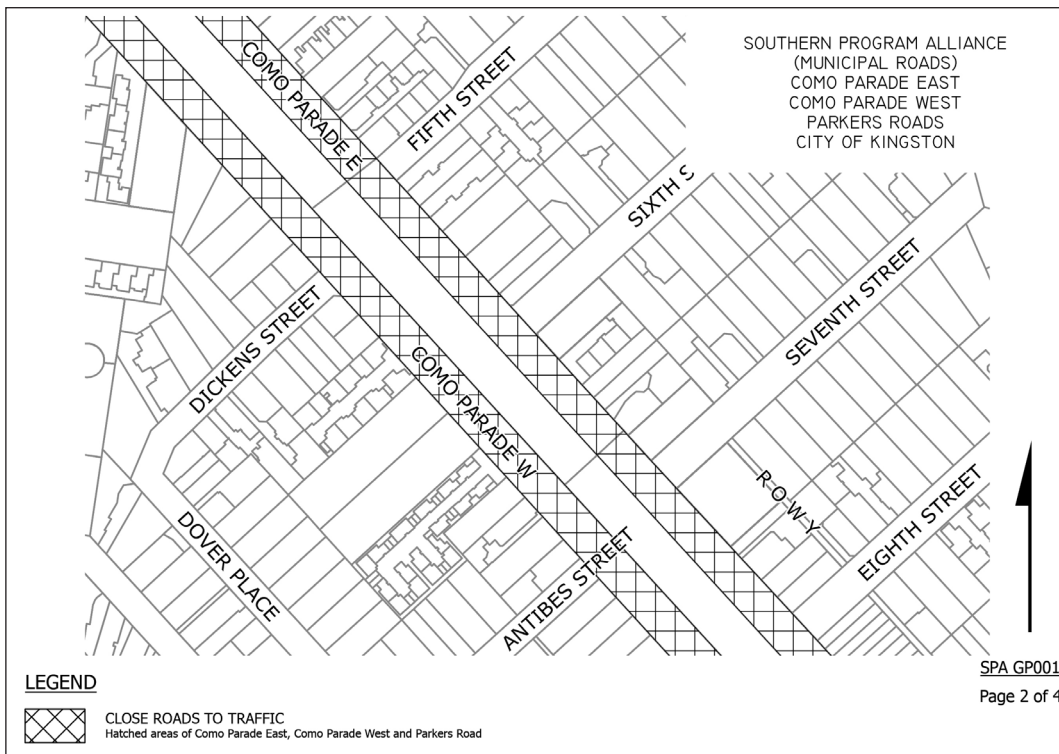 SOUTHERN PROGRAM ALLIANCE
(MUNICIPAL ROADS)
COMO PARADE EAST
COMO PARADE WEST
PARKERS ROADS
CITY OF KINGSTON
COMO PARADE E
FIFTH STREET
SIXTH S
SEVENTH STREET
DICKENS STREET
COMO PARADE W
R O W Y
EIGHTH STREET
DOVER PLACE
ANTIBES STREET
LEGEND
CLOSE ROADS TO TRAFFIC
Hatched areas of Como Parade East, Como Parade West and Parkers Road
SPA GP001
Page 2 of 4